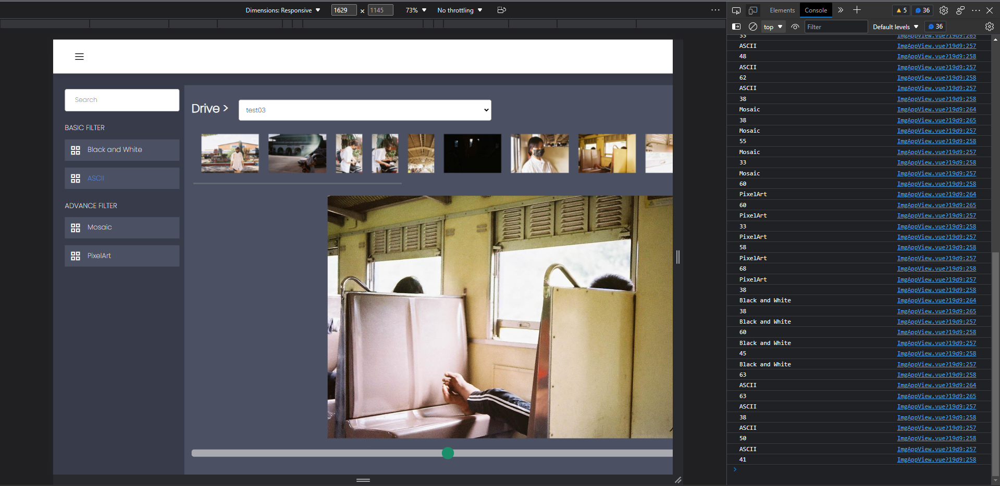 Dimensions: Responsive 1629 × 1145 73% No throttling
Elements Console 5 36
top Filter Default levels 36
Search
BASIC FILTER
Black and White
ASCII
ADVANCE FILTER
Mosaic
PixelArt
Drive > test03
33 ImgAppView.vue?19d9:265
ASCII ImgAppView.vue?19d9:257
48 ImgAppView.vue?19d9:258
ASCII ImgAppView.vue?19d9:257
62 ImgAppView.vue?19d9:258
ASCII ImgAppView.vue?19d9:257
38 ImgAppView.vue?19d9:258
Mosaic ImgAppView.vue?19d9:264
38 ImgAppView.vue?19d9:265
Mosaic ImgAppView.vue?19d9:257
55 ImgAppView.vue?19d9:258
Mosaic ImgAppView.vue?19d9:257
33 ImgAppView.vue?19d9:258
Mosaic ImgAppView.vue?19d9:257
60 ImgAppView.vue?19d9:258
PixelArt ImgAppView.vue?19d9:264
60 ImgAppView.vue?19d9:265
PixelArt ImgAppView.vue?19d9:257
33 ImgAppView.vue?19d9:258
PixelArt ImgAppView.vue?19d9:257
58 ImgAppView.vue?19d9:258
PixelArt ImgAppView.vue?19d9:257
68 ImgAppView.vue?19d9:258
PixelArt ImgAppView.vue?19d9:257
38 ImgAppView.vue?19d9:258
Black and White ImgAppView.vue?19d9:264
38 ImgAppView.vue?19d9:265
Black and White ImgAppView.vue?19d9:257
60 ImgAppView.vue?19d9:258
Black and White ImgAppView.vue?19d9:257
45 ImgAppView.vue?19d9:258
Black and White ImgAppView.vue?19d9:257
63 ImgAppView.vue?19d9:258
ASCII ImgAppView.vue?19d9:264
63 ImgAppView.vue?19d9:265
ASCII ImgAppView.vue?19d9:257
38 ImgAppView.vue?19d9:258
ASCII ImgAppView.vue?19d9:257
50 ImgAppView.vue?19d9:258
ASCII ImgAppView.vue?19d9:257
41 ImgAppView.vue?19d9:258